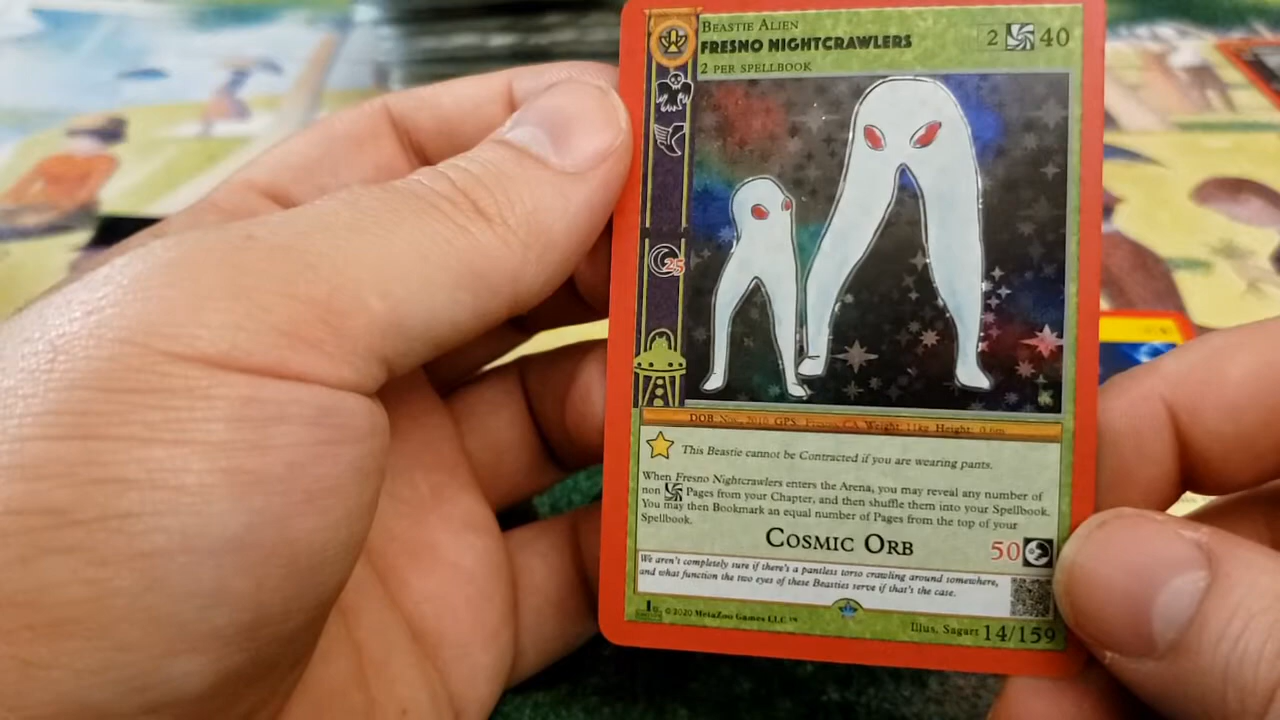 BEASTIE ALIEN
FRESNO NIGHTCRAWLERS
2 40
2 PER SPELLBOOK
25
DOB: Nov., 2010 GPS: Fresno, CA Weight: 11kg Height: 0.6m
This Beastie cannot be Contracted if you are wearing pants.
When Fresno Nightcrawlers enters the Arena, you may reveal any number of
non Pages from your Chapter, and then shuffle them into your Spellbook.
You may then Bookmark an equal number of Pages from the top of your
Spellbook.
COSMIC ORB 50
We aren't completely sure if there's a pantless torso crawling around somewhere,
and what function the two eyes of these Beasties serve if that's the case.
©2020 MetaZoo Games LLC™
Illus. Sagart 14/159